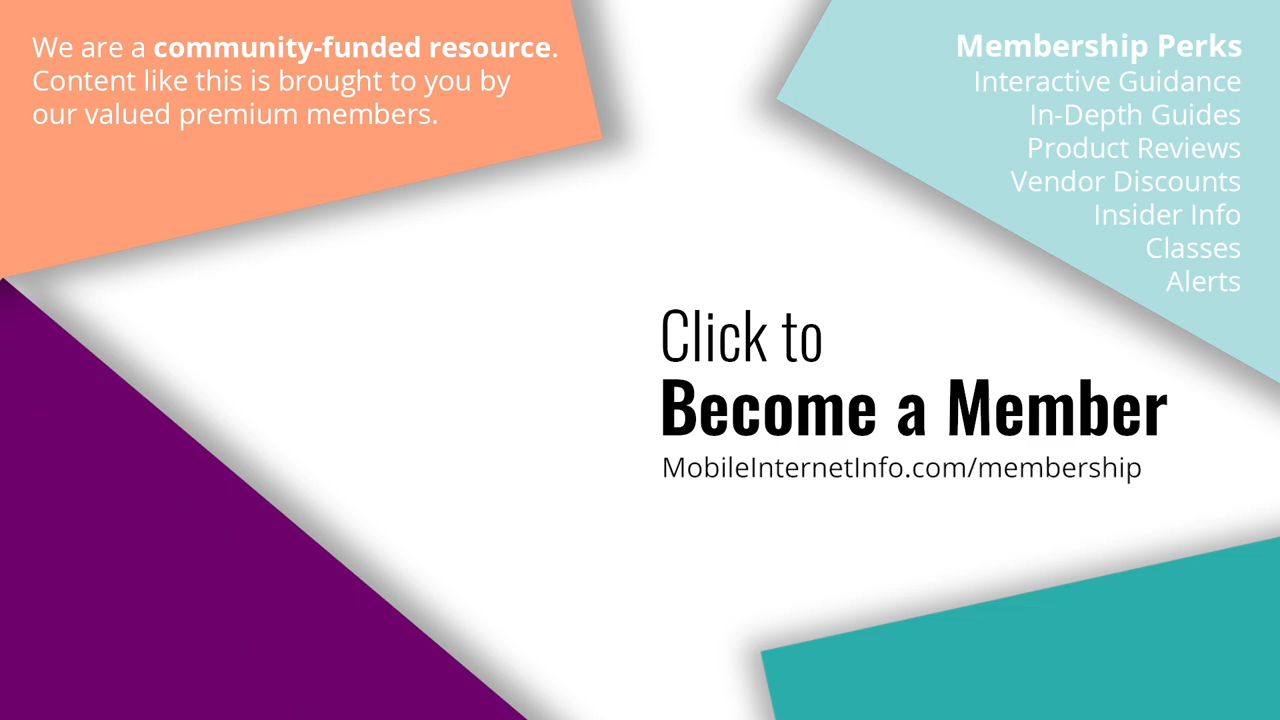 We are a community-funded resource.
Content like this is brought to you by
our valued premium members.
Membership Perks
Interactive Guidance
In-Depth Guides
Product Reviews
Vendor Discounts
Insider Info
Classes
Alerts
Click to
Become a Member
MobileInternetInfo.com/membership